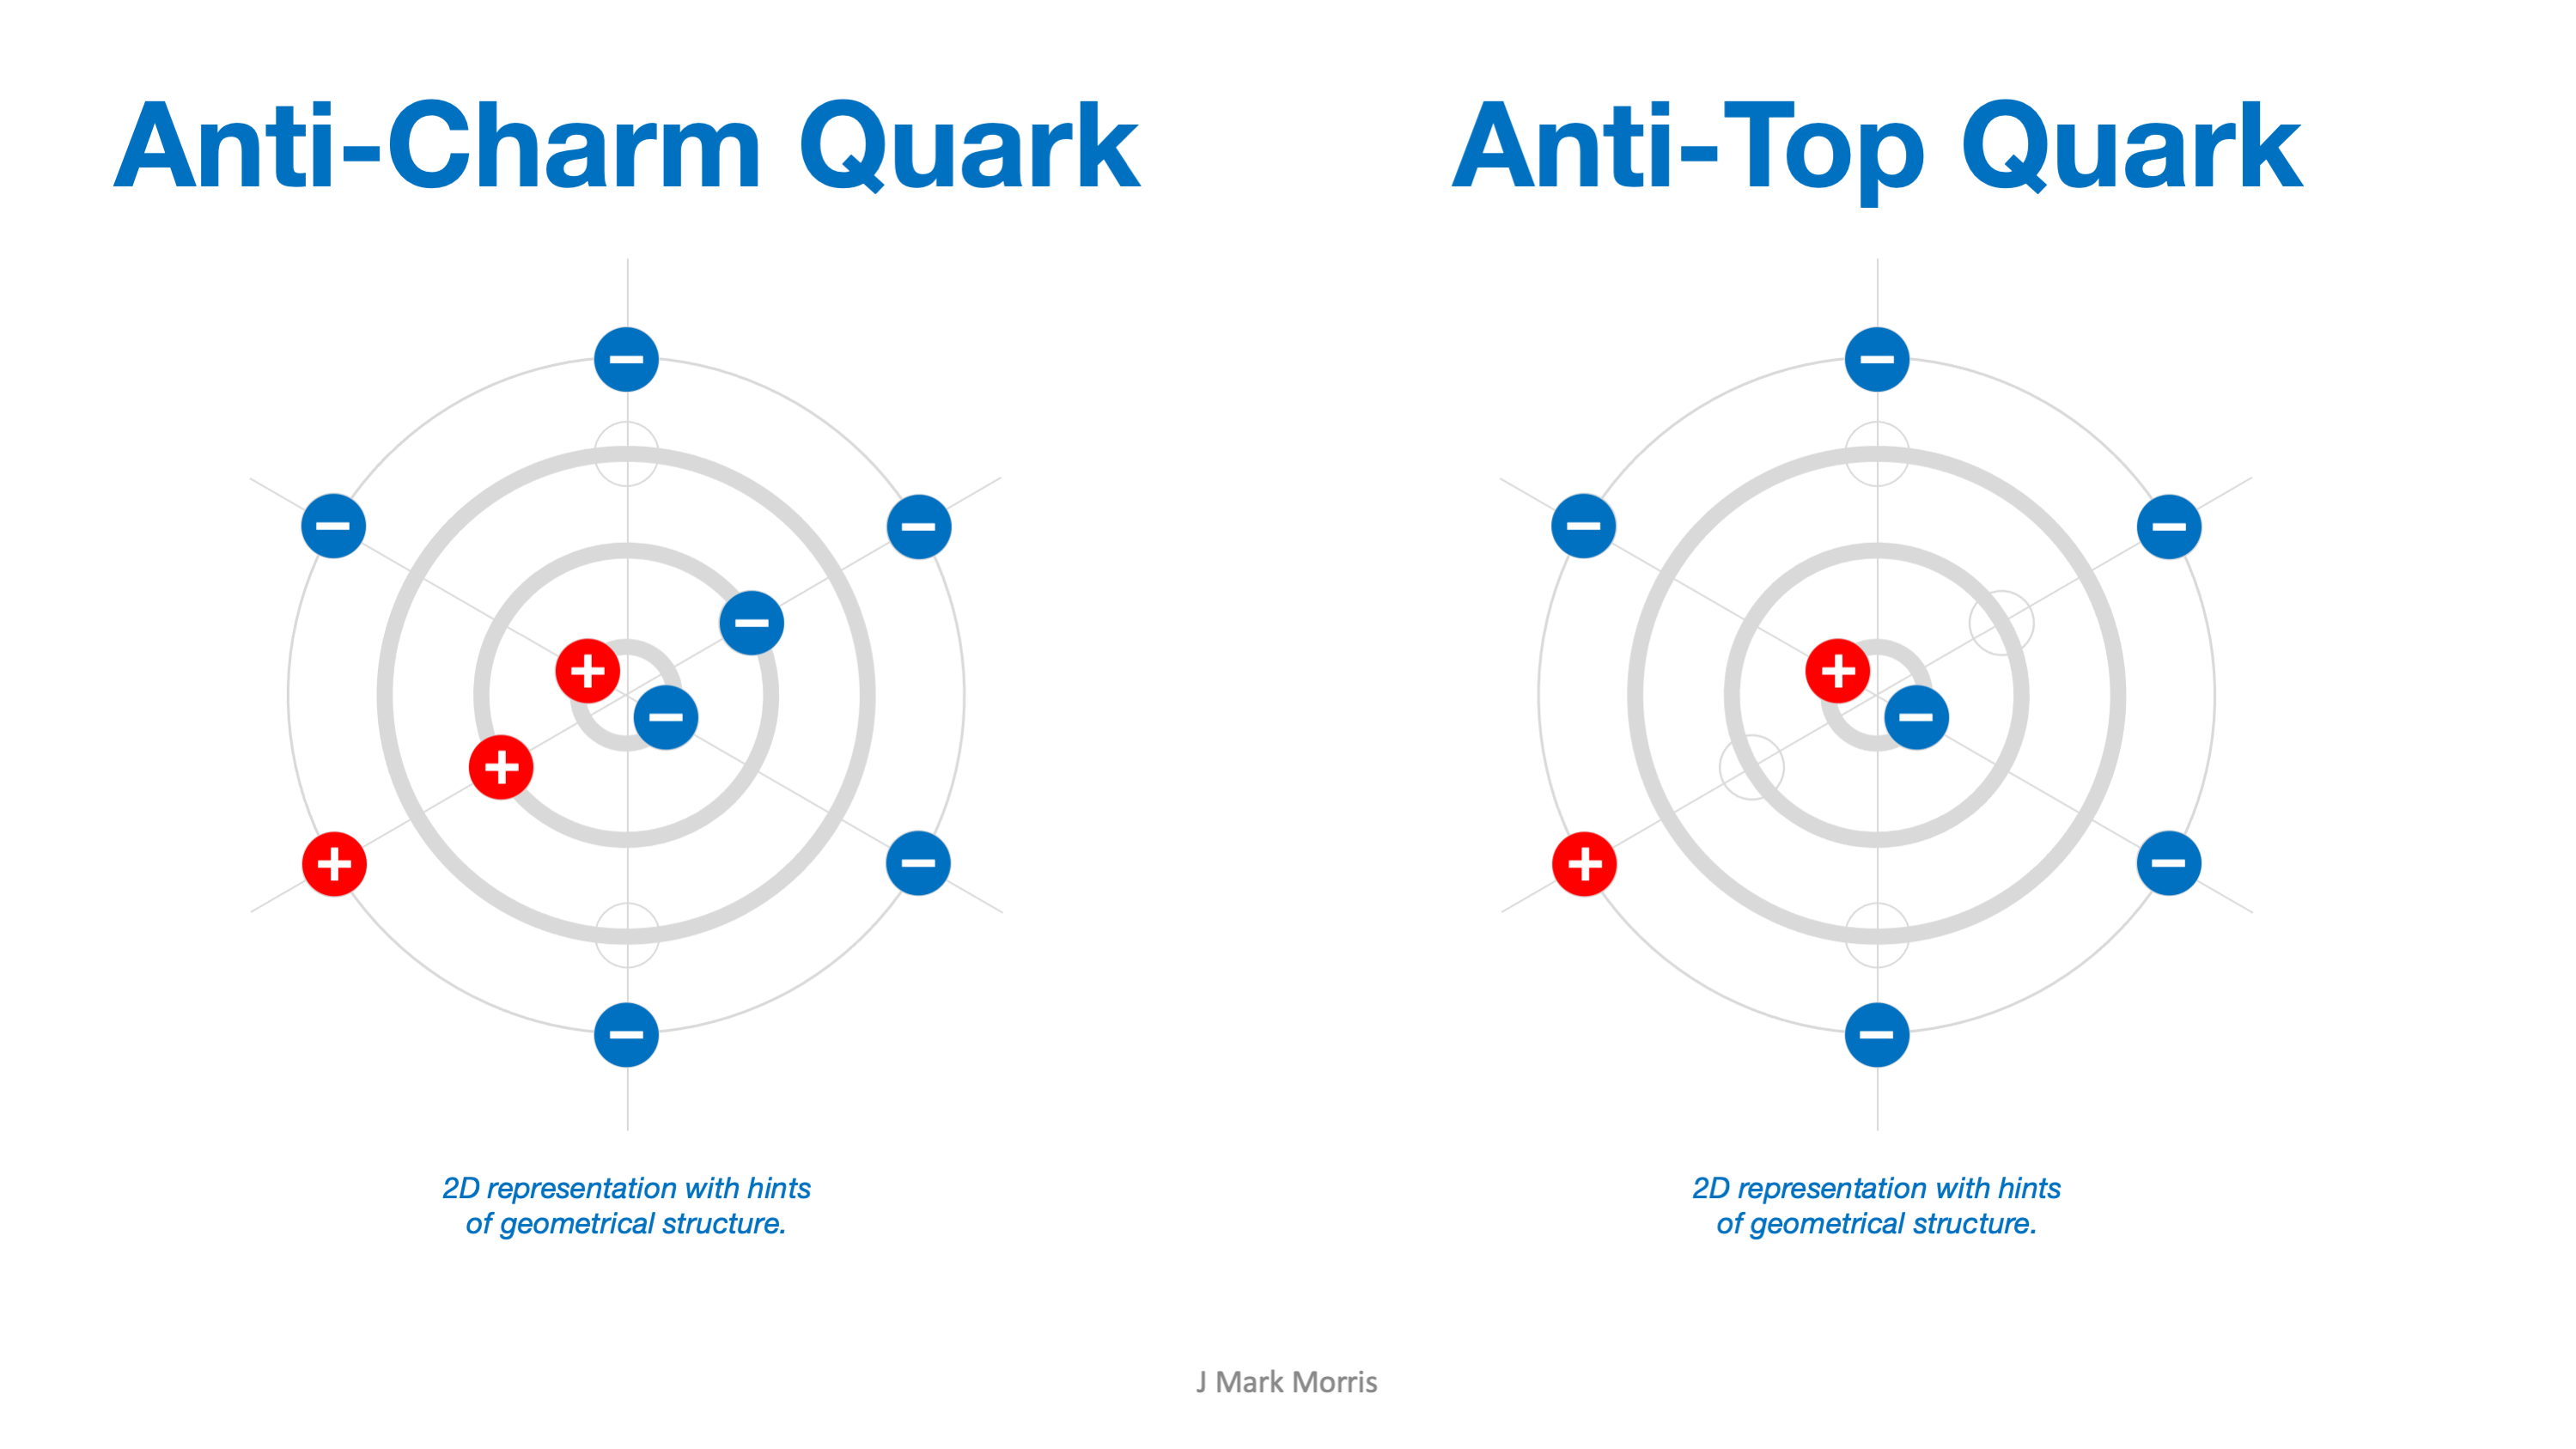 Anti-Charm Quark
Anti-Top Quark
2D representation with hints
of geometrical structure.
2D representation with hints
of geometrical structure.
J Mark Morris